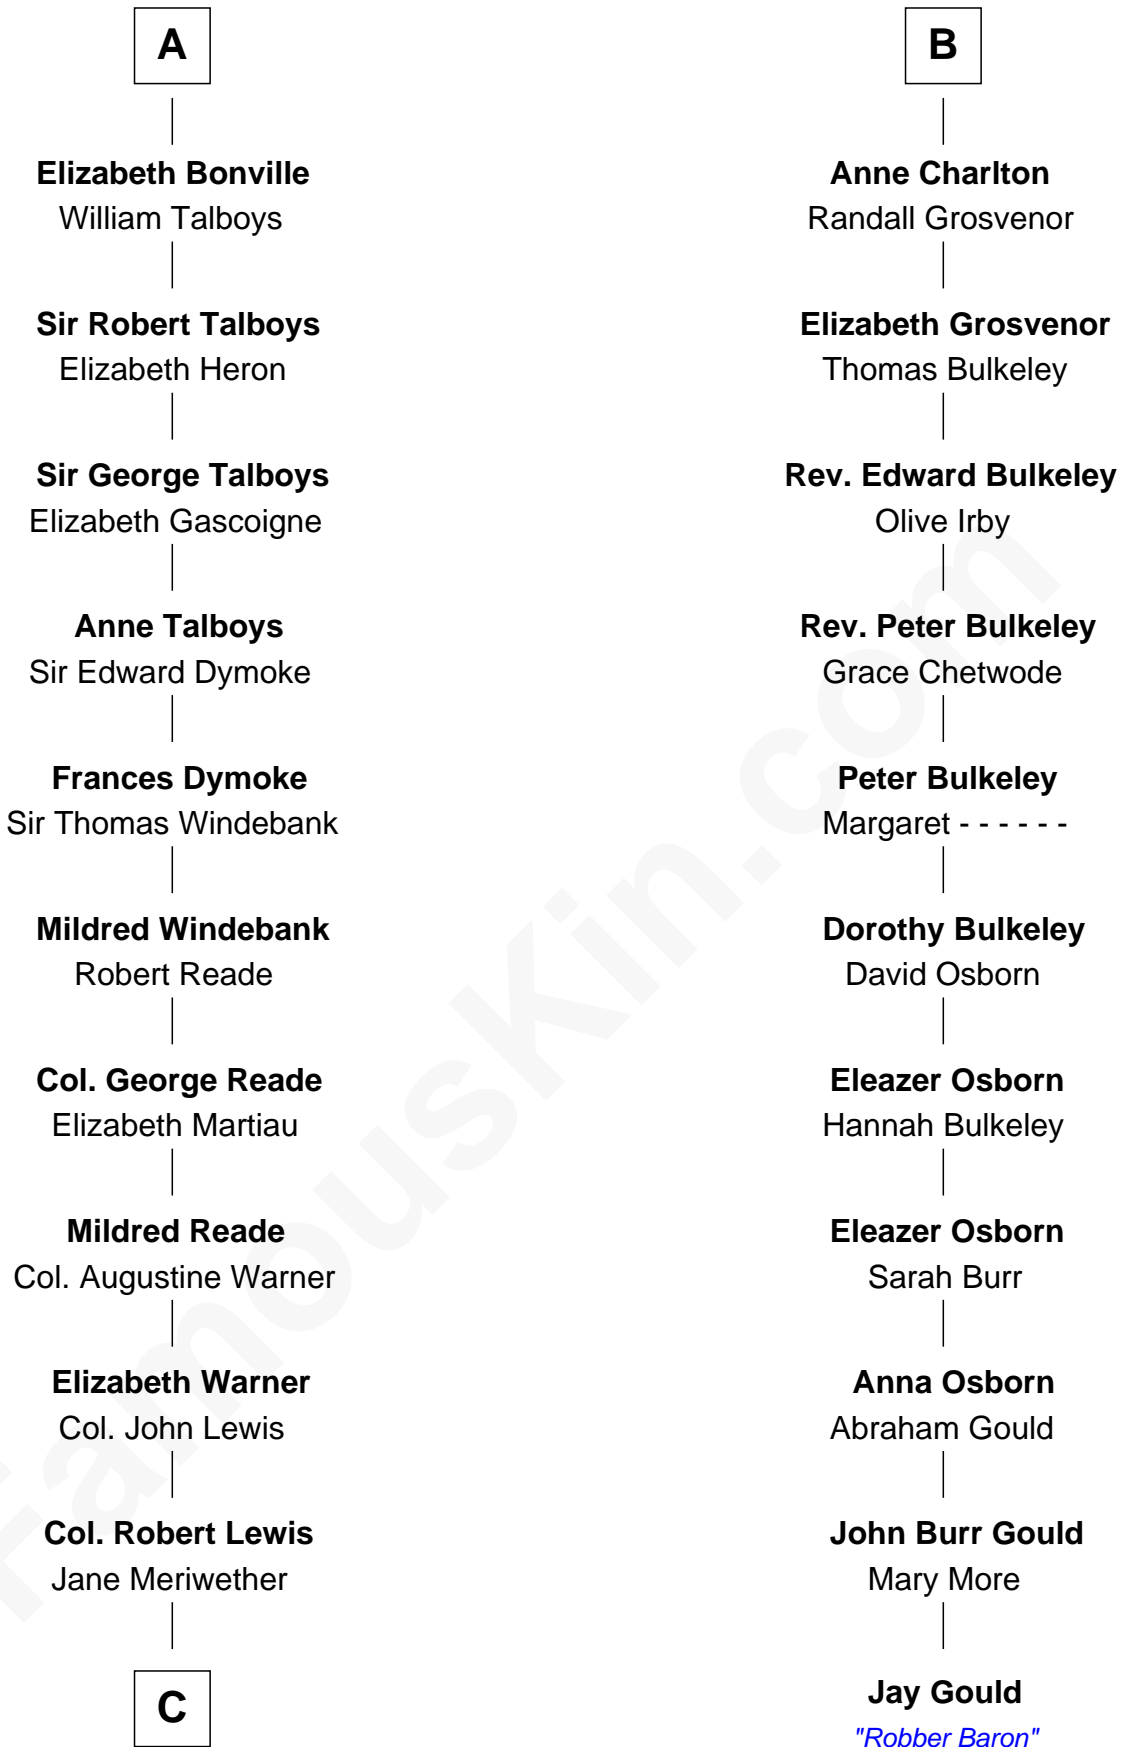 A
Elizabeth Bonville
William Talboys
Sir Robert Talboys
Elizabeth Heron
Sir George Talboys
Elizabeth Gascoigne
Anne Talboys
Sir Edward Dymoke
Frances Dymoke
Sir Thomas Windebank
Mildred Windebank
Robert Reade
Col. George Reade
Elizabeth Martiau
Mildred Reade
Col. Augustine Warner
Elizabeth Warner
Col. John Lewis
Col. Robert Lewis
Jane Meriwether
C
B
Anne Charlton
Randall Grosvenor
Elizabeth Grosvenor
Thomas Bulkeley
Rev. Edward Bulkeley
Olive Irby
Rev. Peter Bulkeley
Grace Chetwode
Peter Bulkeley
Margaret - - - - - -
Dorothy Bulkeley
David Osborn
Eleazer Osborn
Hannah Bulkeley
Eleazer Osborn
Sarah Burr
Anna Osborn
Abraham Gould
John Burr Gould
Mary More
Jay Gould
"Robber Baron"
FamousKin.com